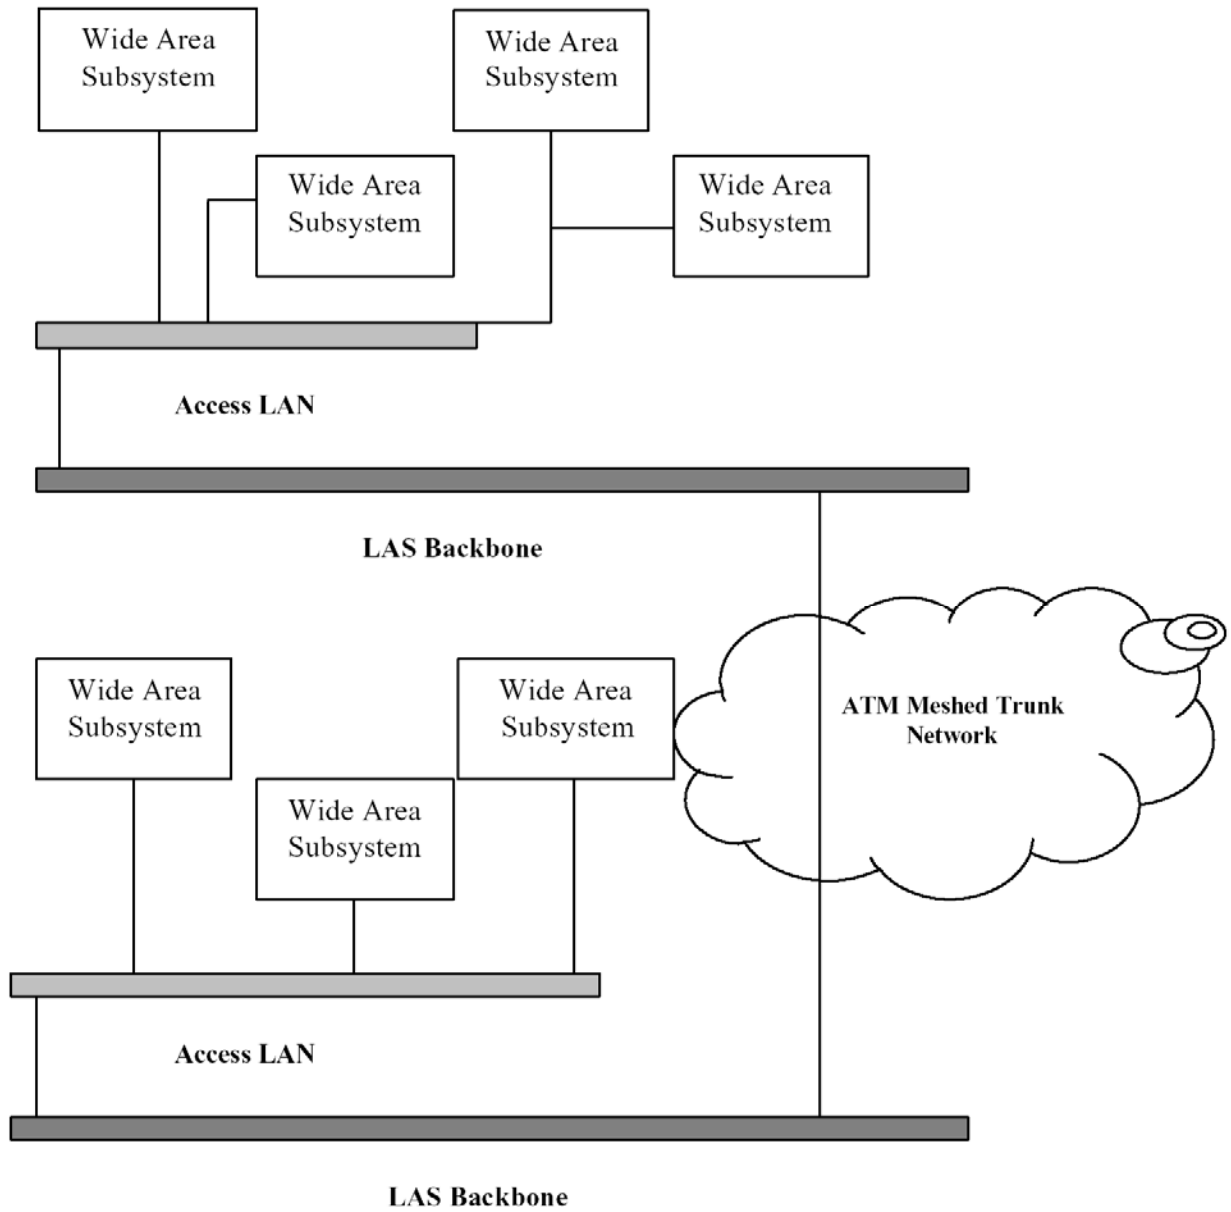 Wide Area
Subsystem
Wide Area
Subsystem
Wide Area
Subsystem
Wide Area
Subsystem
Access LAN
LAS Backbone
Wide Area
Subsystem
Wide Area
Subsystem
ATM Meshed Trunk
Network
Wide Area
Subsystem
Access LAN
LAS Backbone